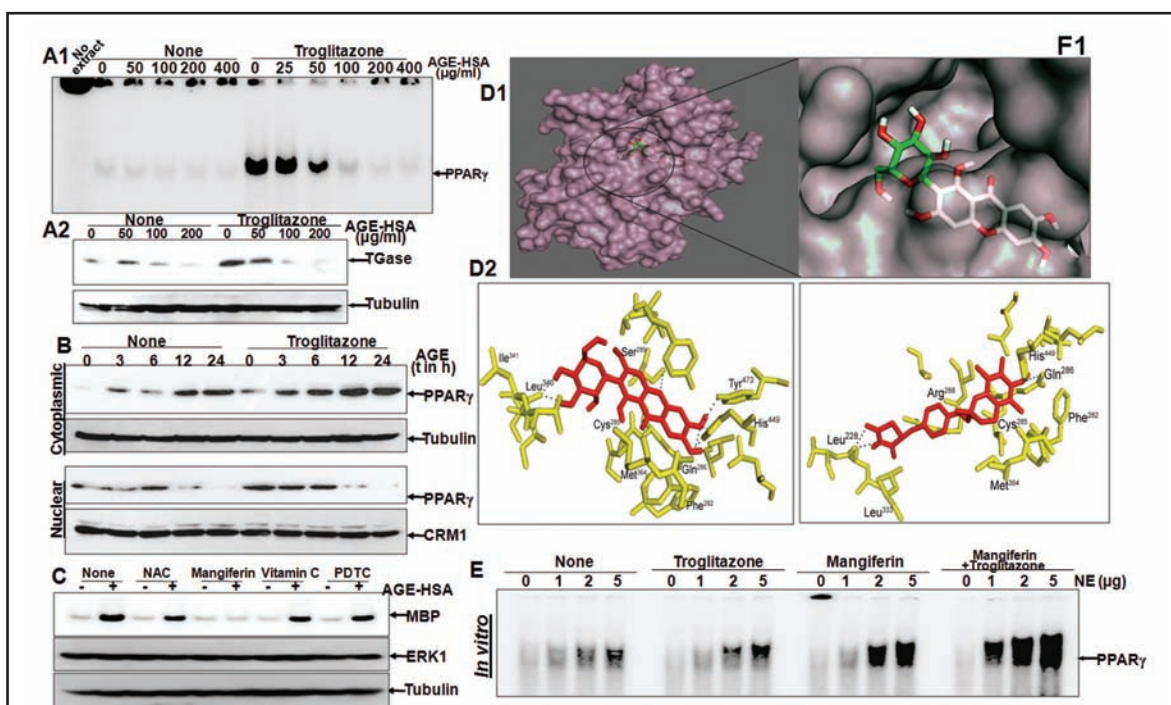 F1
A1
No extract
None
Troglitazone
AGE-HSA
(µg/ml)
0 50 100 200 400 0 25 50 100 200 400
PPARγ
A2
None
Troglitazone
AGE-HSA
(µg/ml)
0 50 100 200 0 50 100 200
TGase
Tubulin
B
None
Troglitazone
AGE
(t in h)
0 3 6 12 24 0 3 6 12 24
Cytoplasmic
PPARγ
Tubulin
Nuclear
PPARγ
CRM1
C
None NAC Mangiferin Vitamin C PDTC
- + - + - + - + - +
AGE-HSA
MBP
ERK1
Tubulin
D1
D2
Ile341
Ser289
Tyr473
His449
Gln286
Met364
Phe282
His449
Gln286
Arg288
Phe282
Cys285
Leu228
Met364
Leu333
E
None Troglitazone Mangiferin Mangiferin
+Troglitazone
0 1 2 5 0 1 2 5 0 1 2 5 0 1 2 5
NE (µg)
In vitro
PPARγ